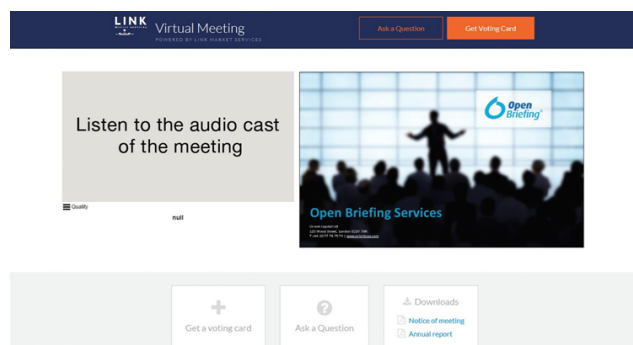 LINK
Virtual Meeting
POWERED BY LINK MARKET SERVICES
Ask a Question
Get Voting Card
Listen to the audio cast
of the meeting
Quality
null
Open
Briefing
Open Briefing Services
Get a voting card
Ask a Question
Downloads
Notice of meeting
Annual report